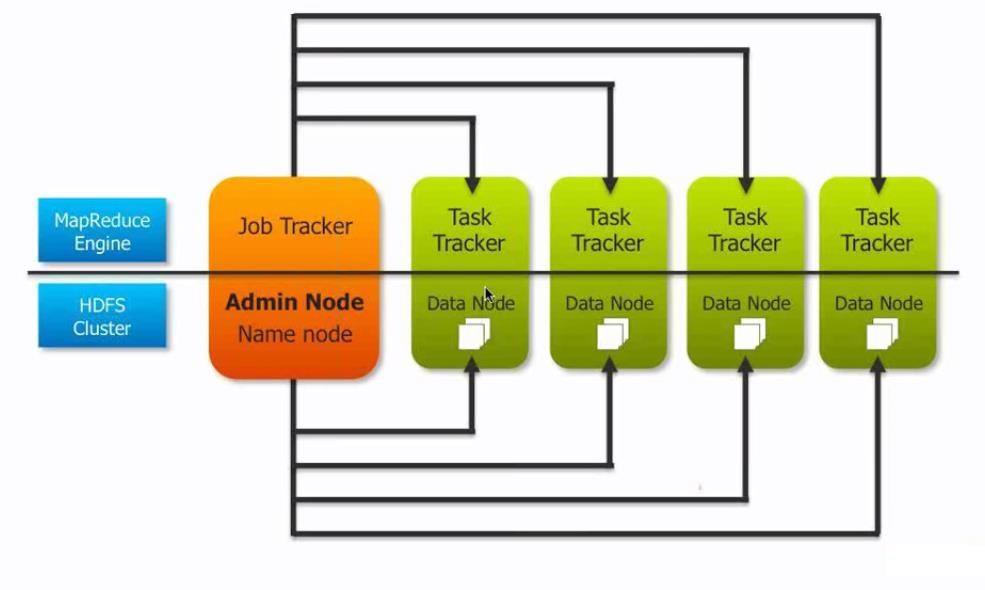 MapReduce
Engine
Job Tracker
Task
Tracker
Task
Tracker
Task
Tracker
Task
Tracker
HDFS
Cluster
Admin Node
Name node
Data Node
Data Node
Data Node
Data Node